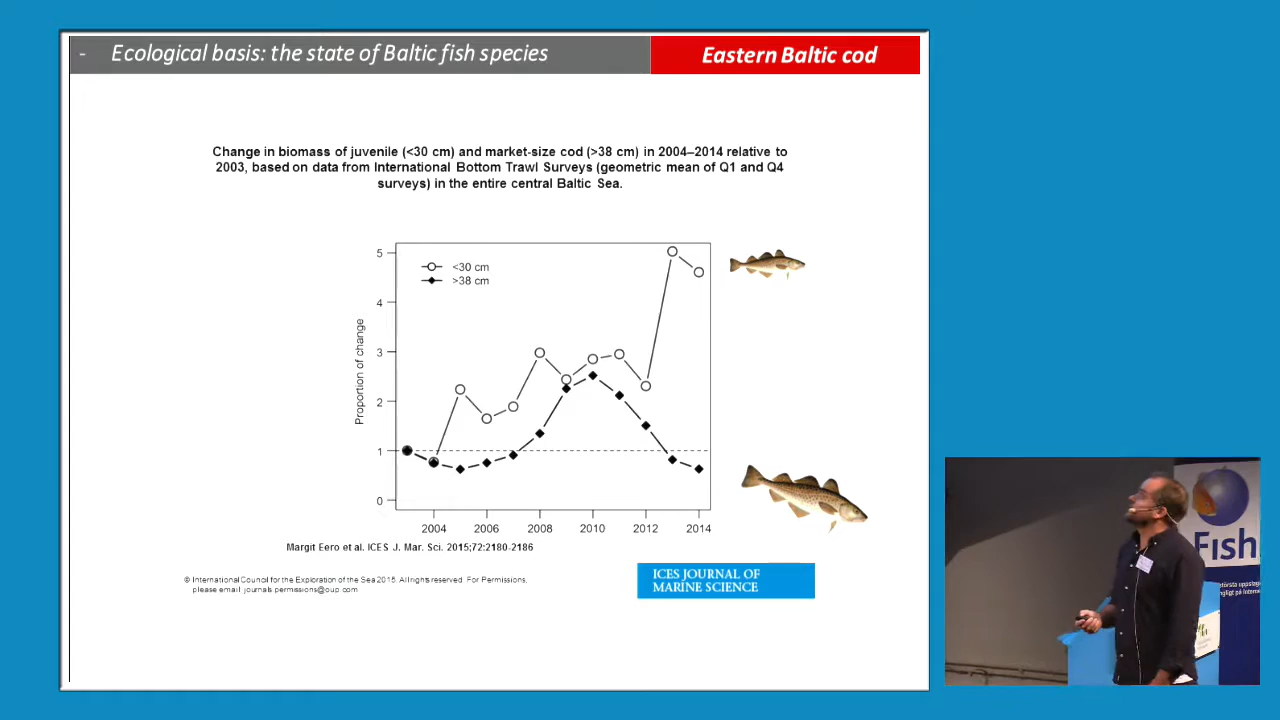 - Ecological basis: the state of Baltic fish species
Eastern Baltic cod
Change in biomass of juvenile (<30 cm) and market-size cod (>38 cm) in 2004–2014 relative to
2003, based on data from International Bottom Trawl Surveys (geometric mean of Q1 and Q4
surveys) in the entire central Baltic Sea.
<30 cm
>38 cm
Proportion of change
5
4
3
2
1
0
2004 2006 2008 2010 2012 2014
Margit Eero et al. ICES J. Mar. Sci. 2015;72:2180-2186
© International Council for the Exploration of the Sea 2015. All rights reserved. For Permissions,
please email: journals.permissions@oup.com
ICES JOURNAL OF
MARINE SCIENCE
Fish